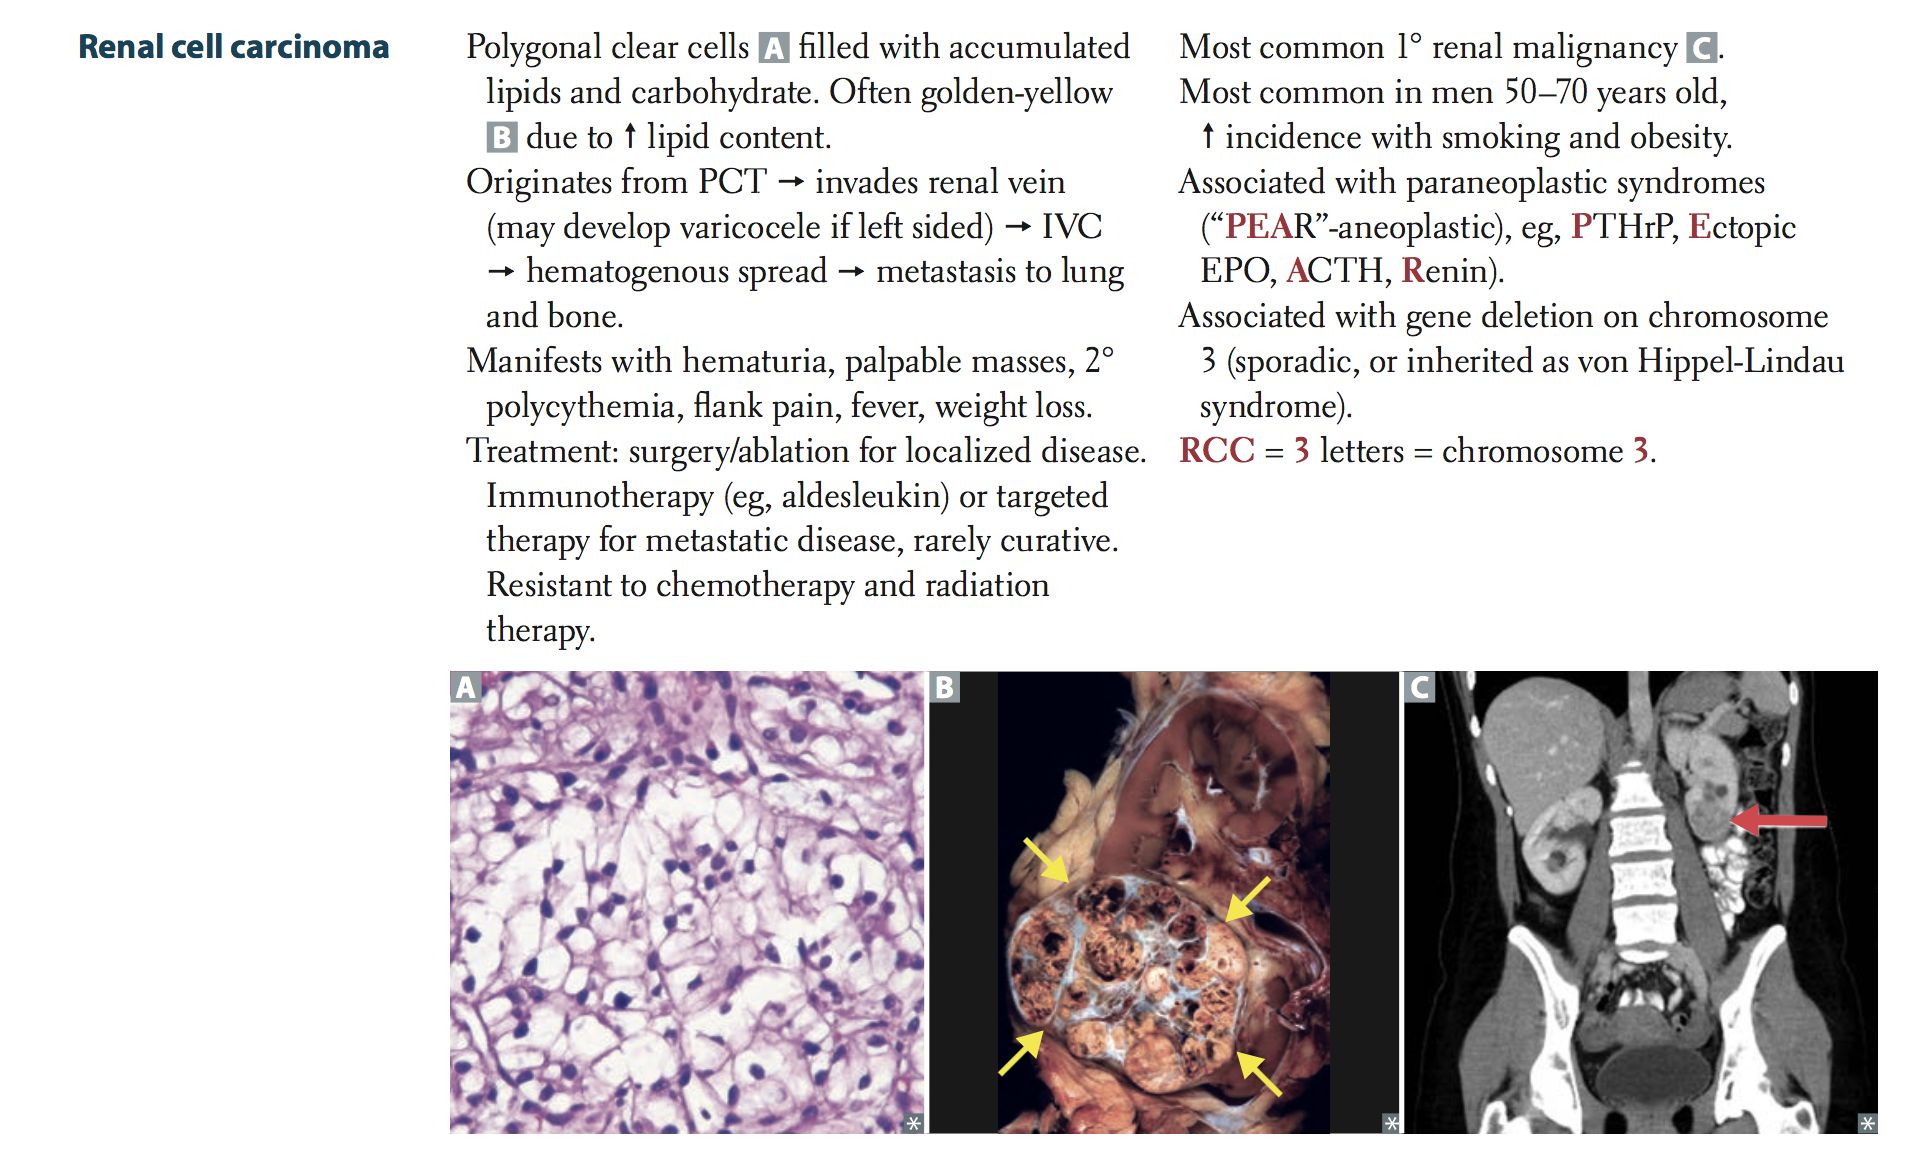 Renal cell carcinoma
Polygonal clear cells A filled with accumulated
lipids and carbohydrate. Often golden-yellow
B due to ↑ lipid content.
Originates from PCT → invades renal vein
(may develop varicocele if left sided) → IVC
→ hematogenous spread → metastasis to lung
and bone.
Manifests with hematuria, palpable masses, 2°
polycythemia, flank pain, fever, weight loss.
Treatment: surgery/ablation for localized disease.
Immunotherapy (eg, aldesleukin) or targeted
therapy for metastatic disease, rarely curative.
Resistant to chemotherapy and radiation
therapy.
Most common 1° renal malignancy C.
Most common in men 50–70 years old,
↑ incidence with smoking and obesity.
Associated with paraneoplastic syndromes
(“PEAR”-aneoplastic), eg, PTHrP, Ectopic
EPO, ACTH, Renin).
Associated with gene deletion on chromosome
3 (sporadic, or inherited as von Hippel-Lindau
syndrome).
RCC = 3 letters = chromosome 3.
A
B
C